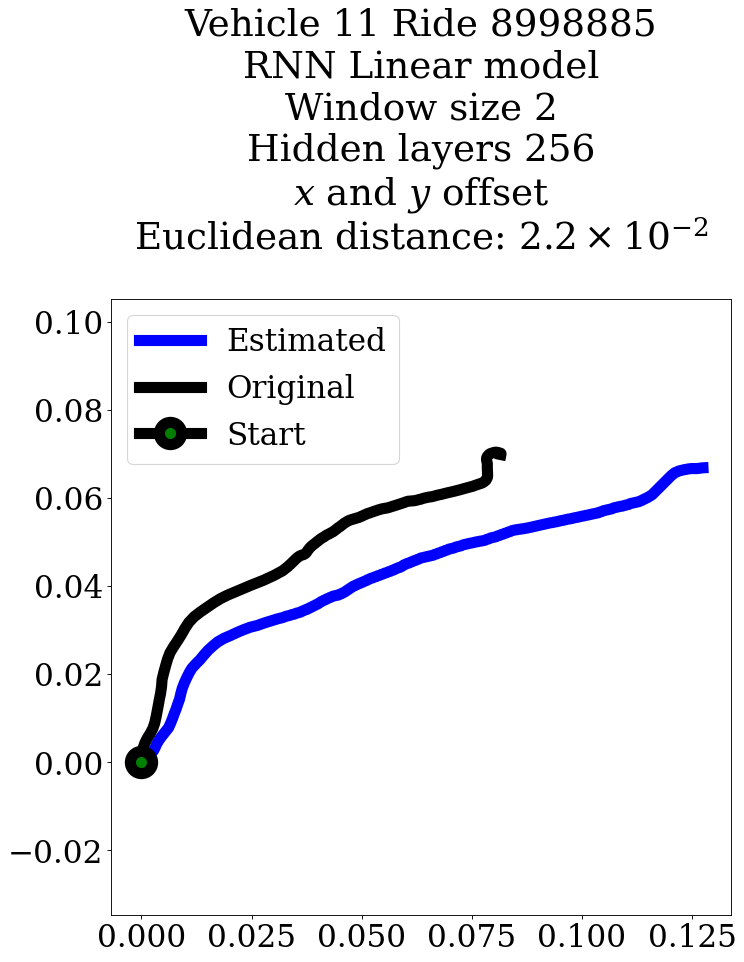 Vehicle 11 Ride 8998885
RNN Linear model
Window size 2
Hidden layers 256
x and y offset
Euclidean distance: 2.2 × 10⁻²
Estimated
Original
Start
0.10
0.08
0.06
0.04
0.02
0.00
−0.02
0.000 0.025 0.050 0.075 0.100 0.125